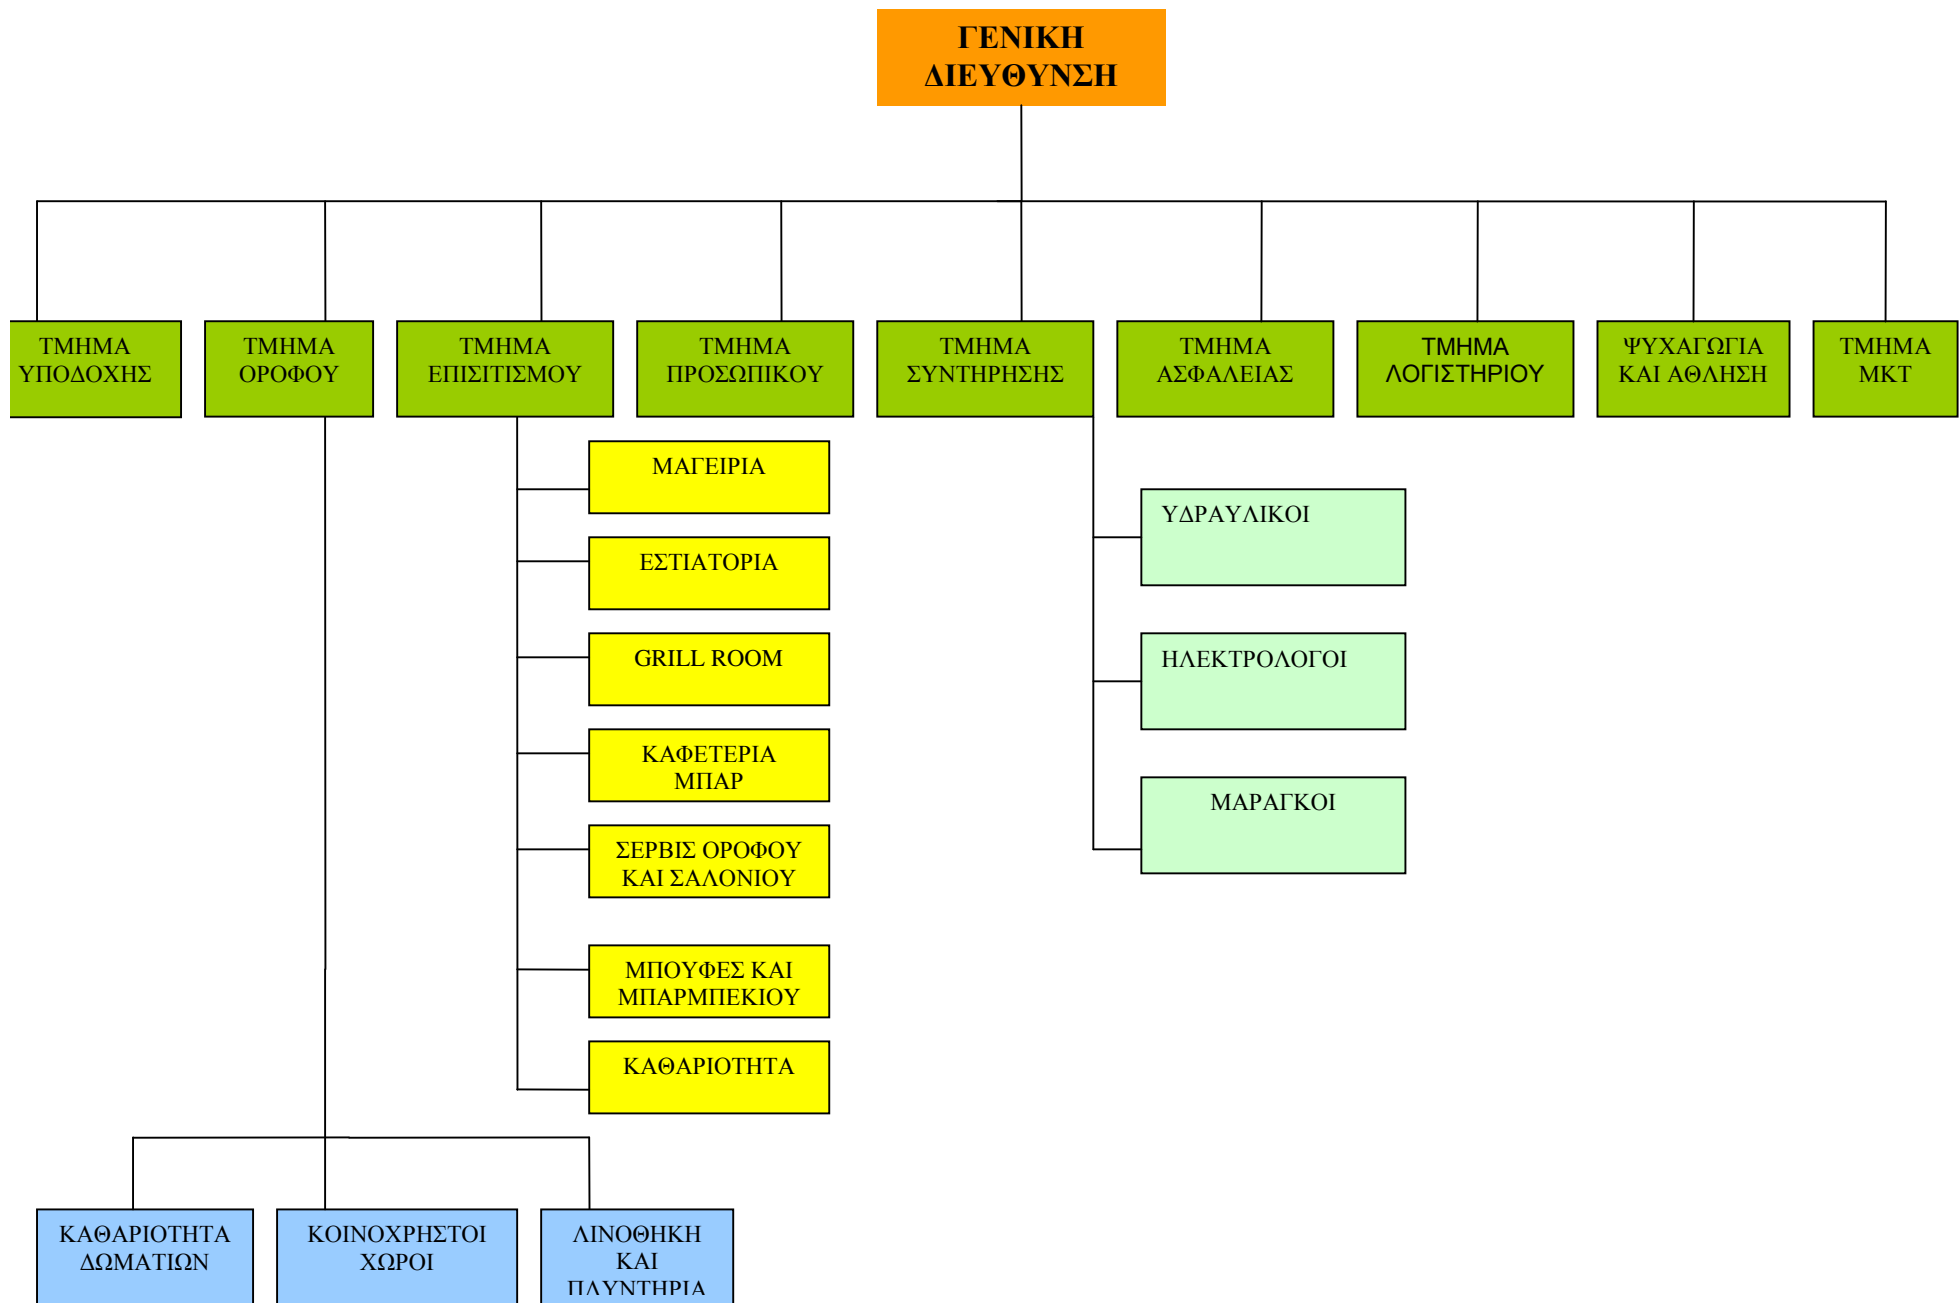 ΓΕΝΙΚΗ
ΔΙΕΥΘΥΝΣΗ
ΤΜΗΜΑ
ΥΠΟΔΟΧΗΣ
ΤΜΗΜΑ
ΟΡΟΦΟΥ
ΤΜΗΜΑ
ΕΠΙΣΙΤΙΣΜΟΥ
ΤΜΗΜΑ
ΠΡΟΣΩΠΙΚΟΥ
ΤΜΗΜΑ
ΣΥΝΤΗΡΗΣΗΣ
ΤΜΗΜΑ
ΑΣΦΑΛΕΙΑΣ
ΤΜΗΜΑ
ΛΟΓΙΣΤΗΡΙΟΥ
ΨΥΧΑΓΩΓΙΑ
ΚΑΙ ΑΘΛΗΣΗ
ΤΜΗΜΑ
ΜΚΤ
ΜΑΓΕΙΡΙΑ
ΕΣΤΙΑΤΟΡΙΑ
GRILL ROOM
ΚΑΦΕΤΕΡΙΑ
ΜΠΑΡ
ΣΕΡΒΙΣ ΟΡΟΦΟΥ
ΚΑΙ ΣΑΛΟΝΙΟΥ
ΜΠΟΥΦΕΣ ΚΑΙ
ΜΠΑΡΜΠΕΚΙΟΥ
ΚΑΘΑΡΙΟΤΗΤΑ
ΥΔΡΑΥΛΙΚΟΙ
ΗΛΕΚΤΡΟΛΟΓΟΙ
ΜΑΡΑΓΚΟΙ
ΚΑΘΑΡΙΟΤΗΤΑ
ΔΩΜΑΤΙΩΝ
ΚΟΙΝΟΧΡΗΣΤΟΙ
ΧΩΡΟΙ
ΛΙΝΟΘΗΚΗ
ΚΑΙ
ΠΛΥΝΤΗΡΙΑ